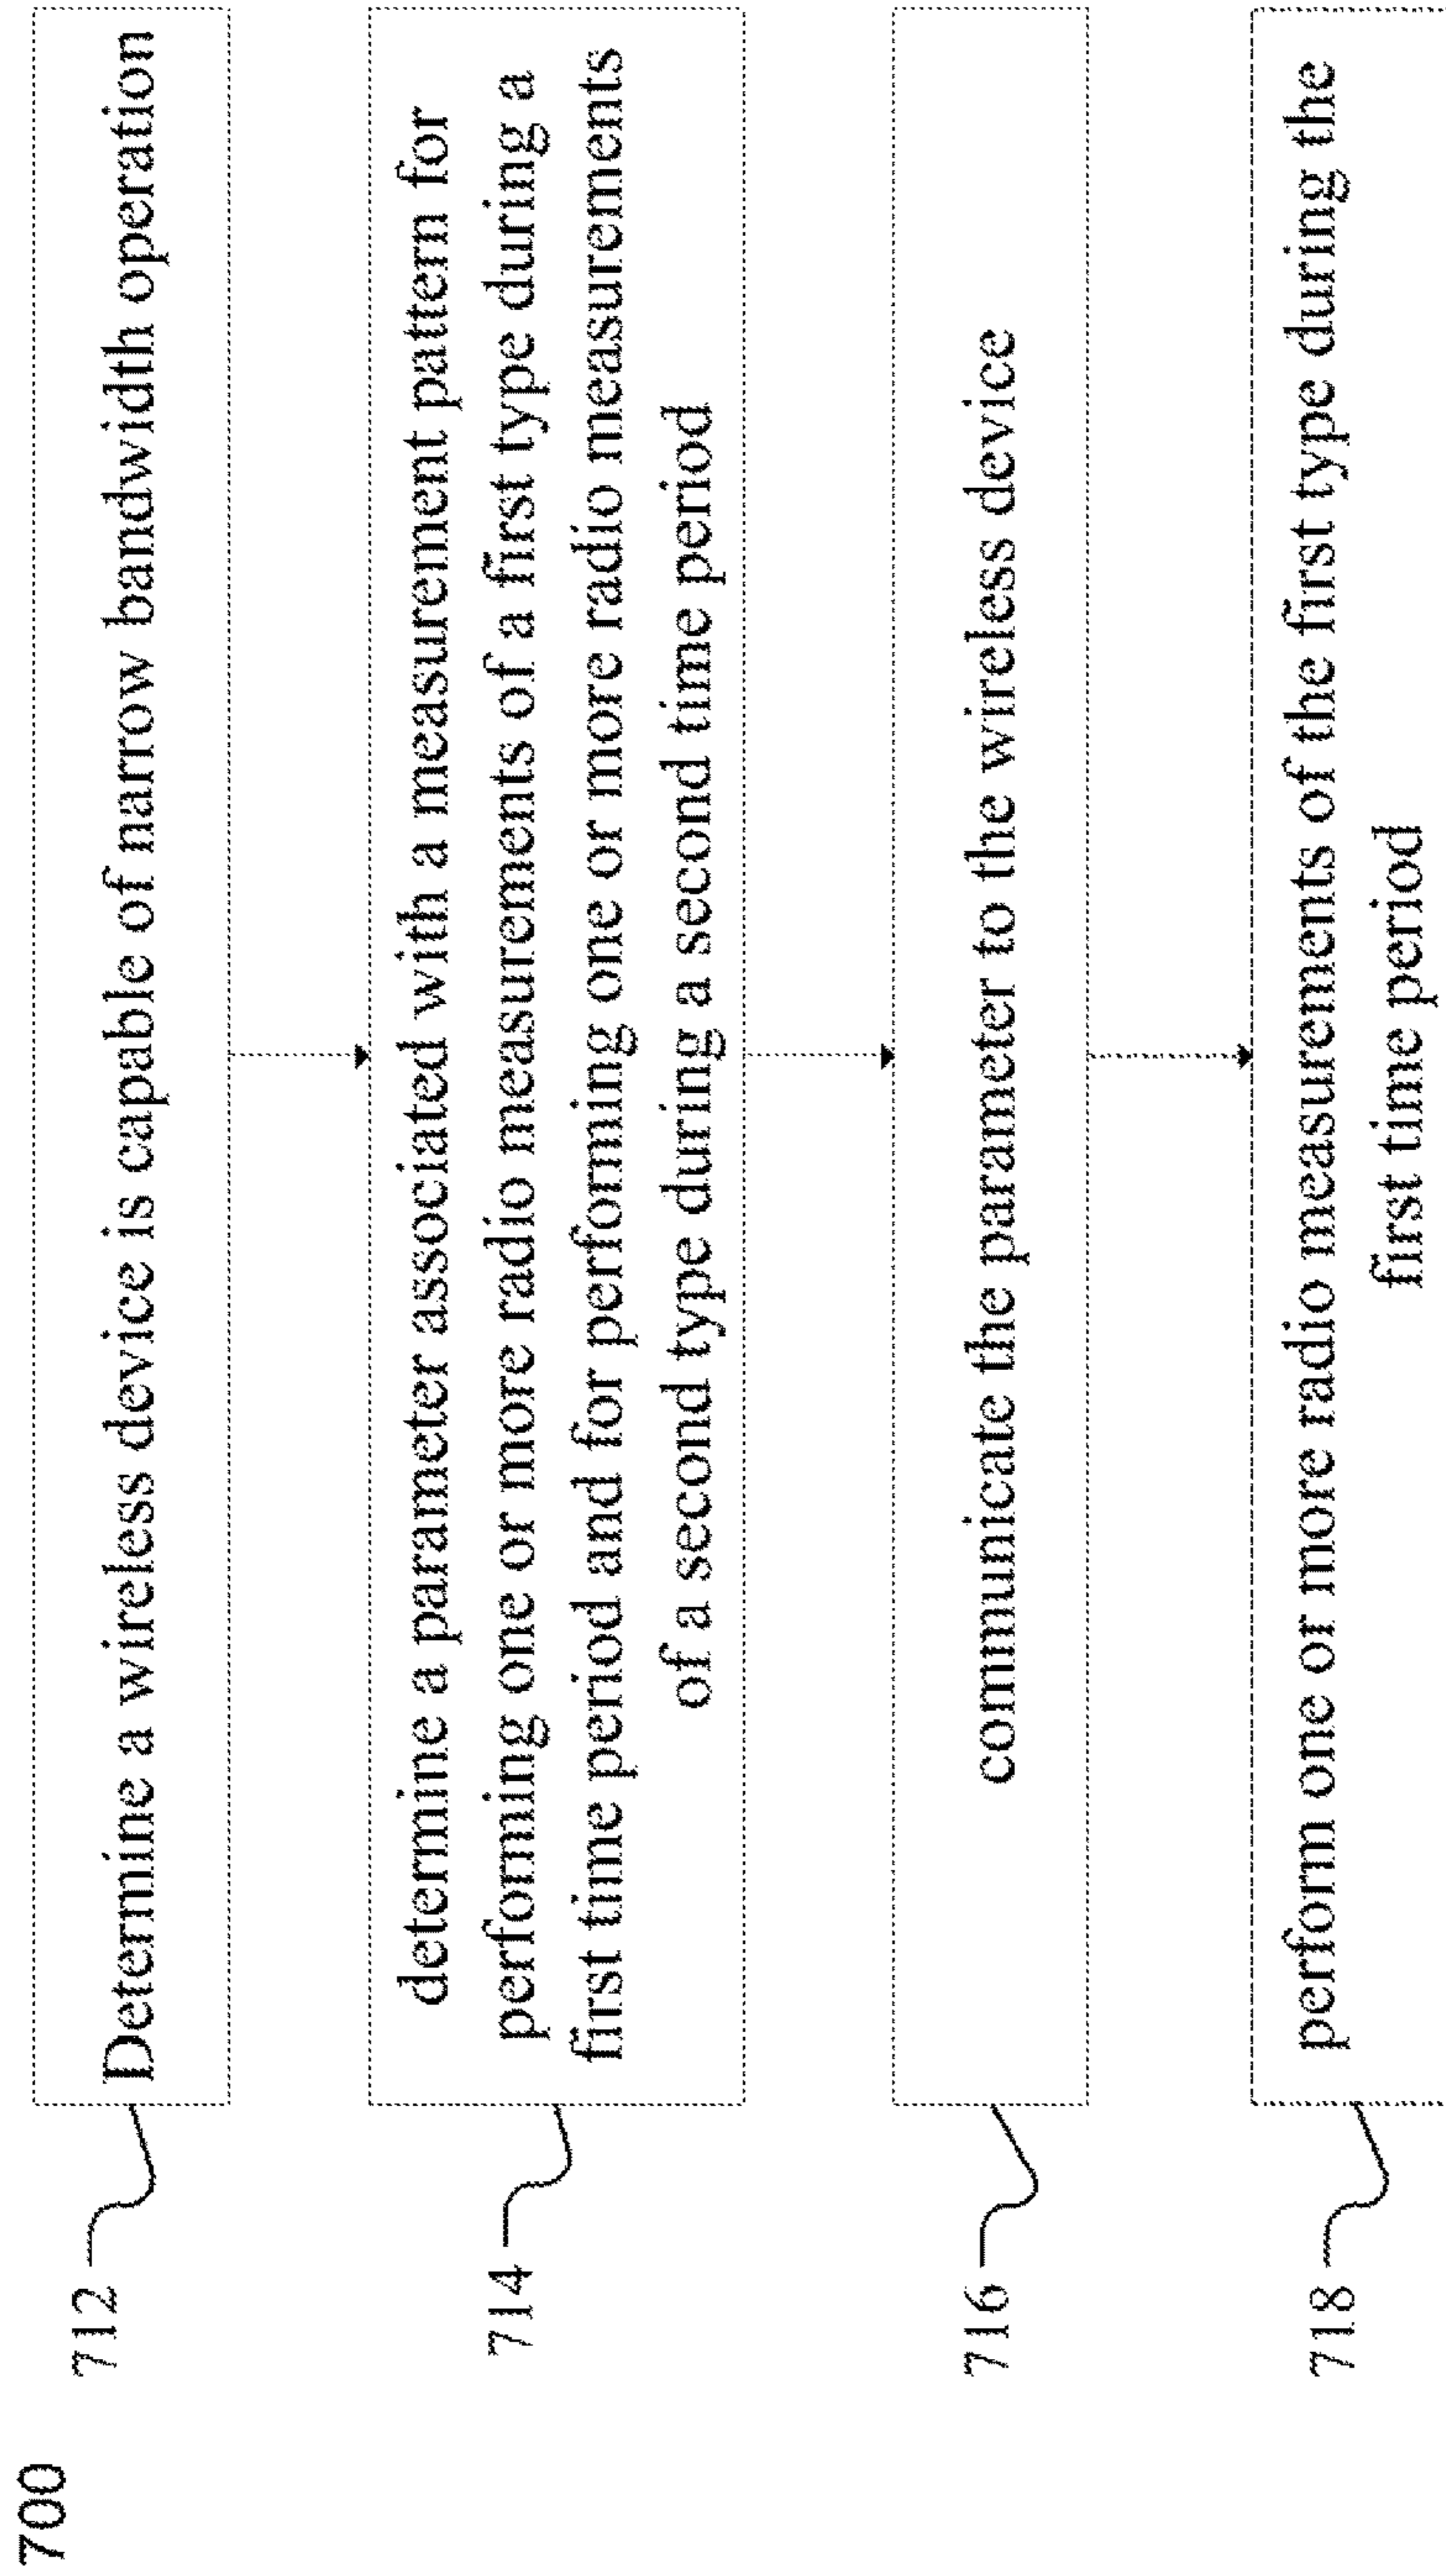 700
712
Determine a wireless device is capable of narrow bandwidth operation
714
determine a parameter associated with a measurement pattern for
performing one or more radio measurements of a first type during a
first time period and for performing one or more radio measurements
of a second type during a second time period
716
communicate the parameter to the wireless device
718
perform one or more radio measurements of the first type during the
first time period